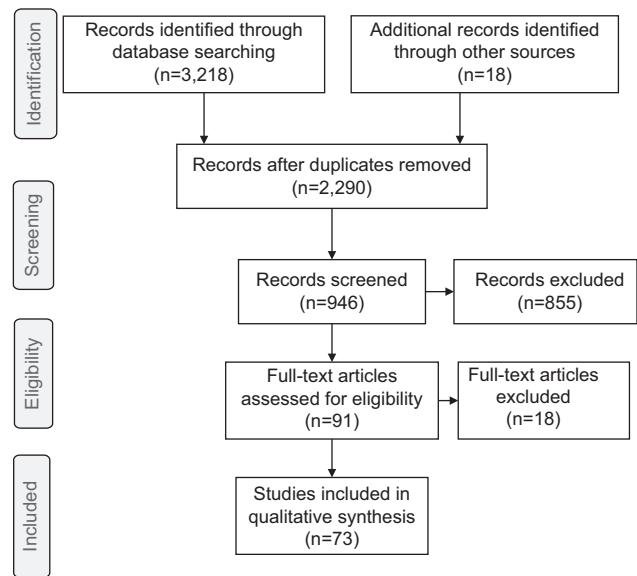 Identification
Records identified through
database searching
(n=3,218)
Additional records identified
through other sources
(n=18)
Records after duplicates removed
(n=2,290)
Screening
Records screened
(n=946)
Records excluded
(n=855)
Eligibility
Full-text articles
assessed for eligibility
(n=91)
Full-text articles
excluded
(n=18)
Included
Studies included in
qualitative synthesis
(n=73)